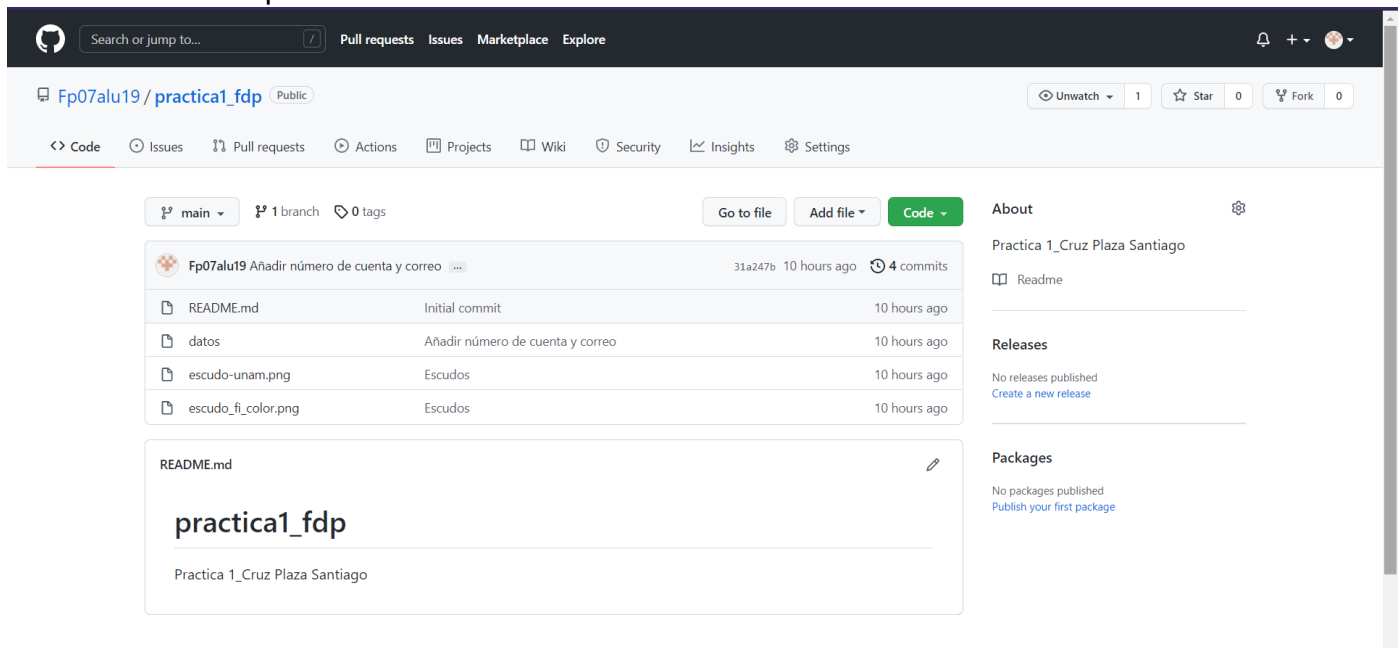 Search or jump to... / Pull requests Issues Marketplace Explore
Fp07alu19 / practica1_fdp Public Unwatch 1 Star 0 Fork 0
<> Code Issues Pull requests Actions Projects Wiki Security Insights Settings
main 1 branch 0 tags Go to file Add file Code
Fp07alu19 Añadir número de cuenta y correo ... 31a247b 10 hours ago 4 commits
README.md Initial commit 10 hours ago
datos Añadir número de cuenta y correo 10 hours ago
escudo-unam.png Escudos 10 hours ago
escudo_fi_color.png Escudos 10 hours ago
README.md
practica1_fdp
Practica 1_Cruz Plaza Santiago
About
Practica 1_Cruz Plaza Santiago
Readme
Releases
No releases published
Create a new release
Packages
No packages published
Publish your first package